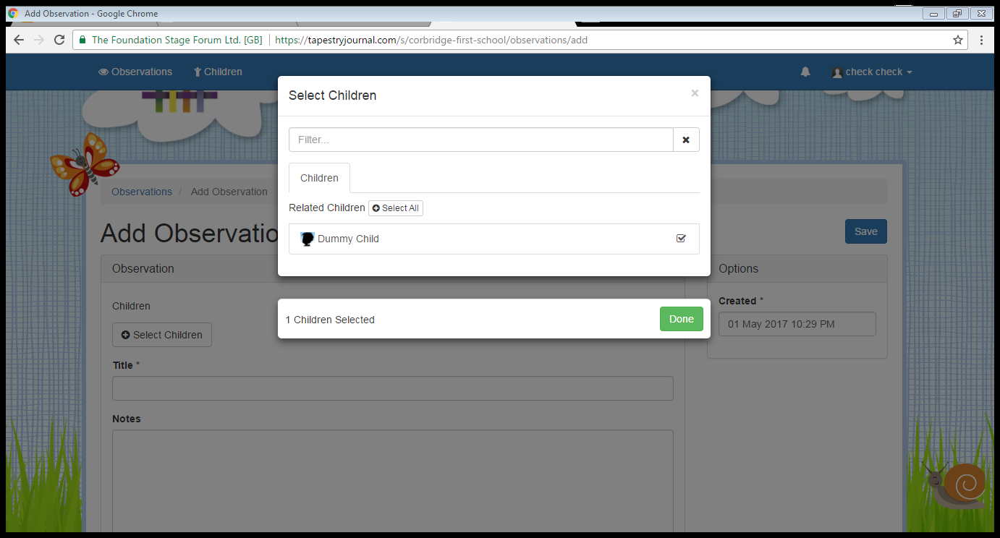 Add Observation - Google Chrome
The Foundation Stage Forum Ltd. [GB] https://tapestryjournal.com/s/corbridge-first-school/observations/add
Observations Children check check
Select Children ×
Filter...
Children
Observations / Add Observation
Related Children Select All
Add Observatio
Save
Dummy Child
Observation
Options
Children
Created *
1 Children Selected Done
01 May 2017 10:29 PM
Select Children
Title *
Notes